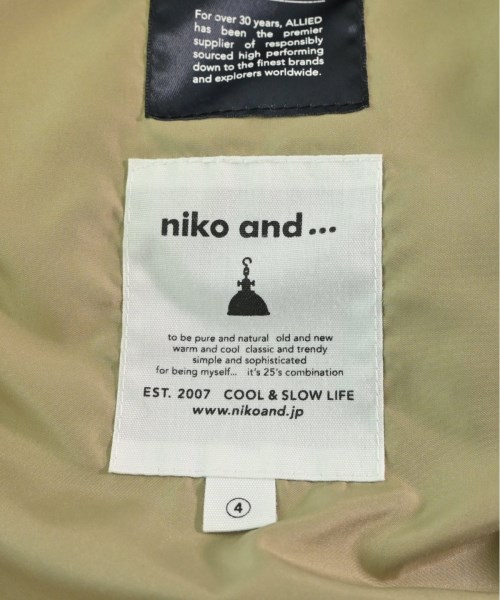 For over 30 years, ALLIED
has been the premier
supplier of responsibly
sourced high performing
down to the finest brands
and explorers worldwide.
niko and...
to be pure and natural old and new
warm and cool classic and trendy
simple and sophisticated
for being myself... it's 25's combination
EST. 2007 COOL & SLOW LIFE
www.nikoand.jp
4